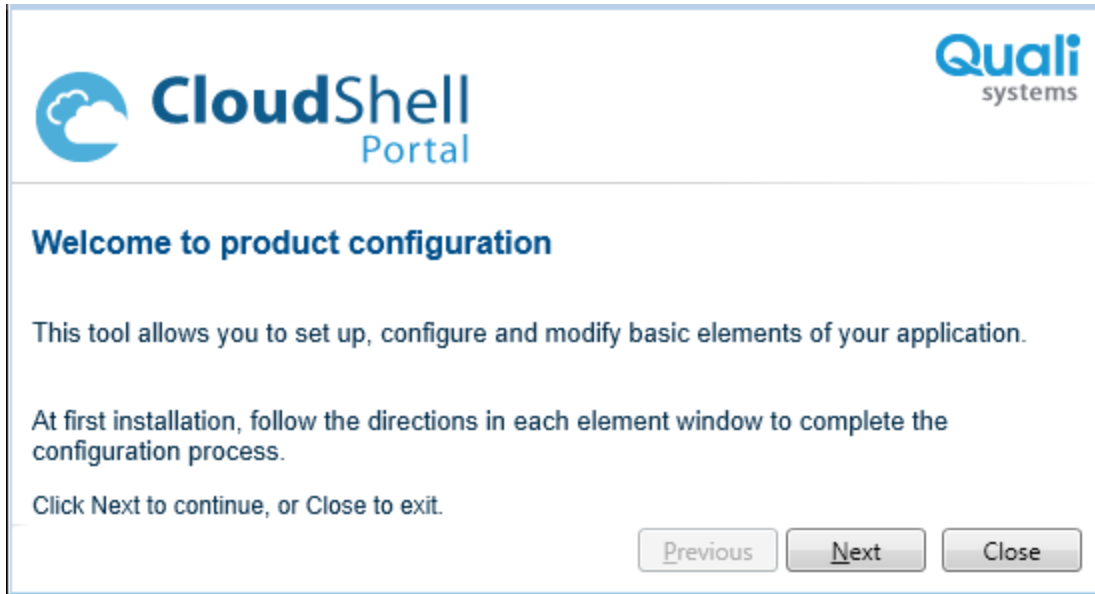 CloudShell
Portal
Quali
systems
Welcome to product configuration
This tool allows you to set up, configure and modify basic elements of your application.
At first installation, follow the directions in each element window to complete the
configuration process.
Click Next to continue, or Close to exit.
Previous Next Close